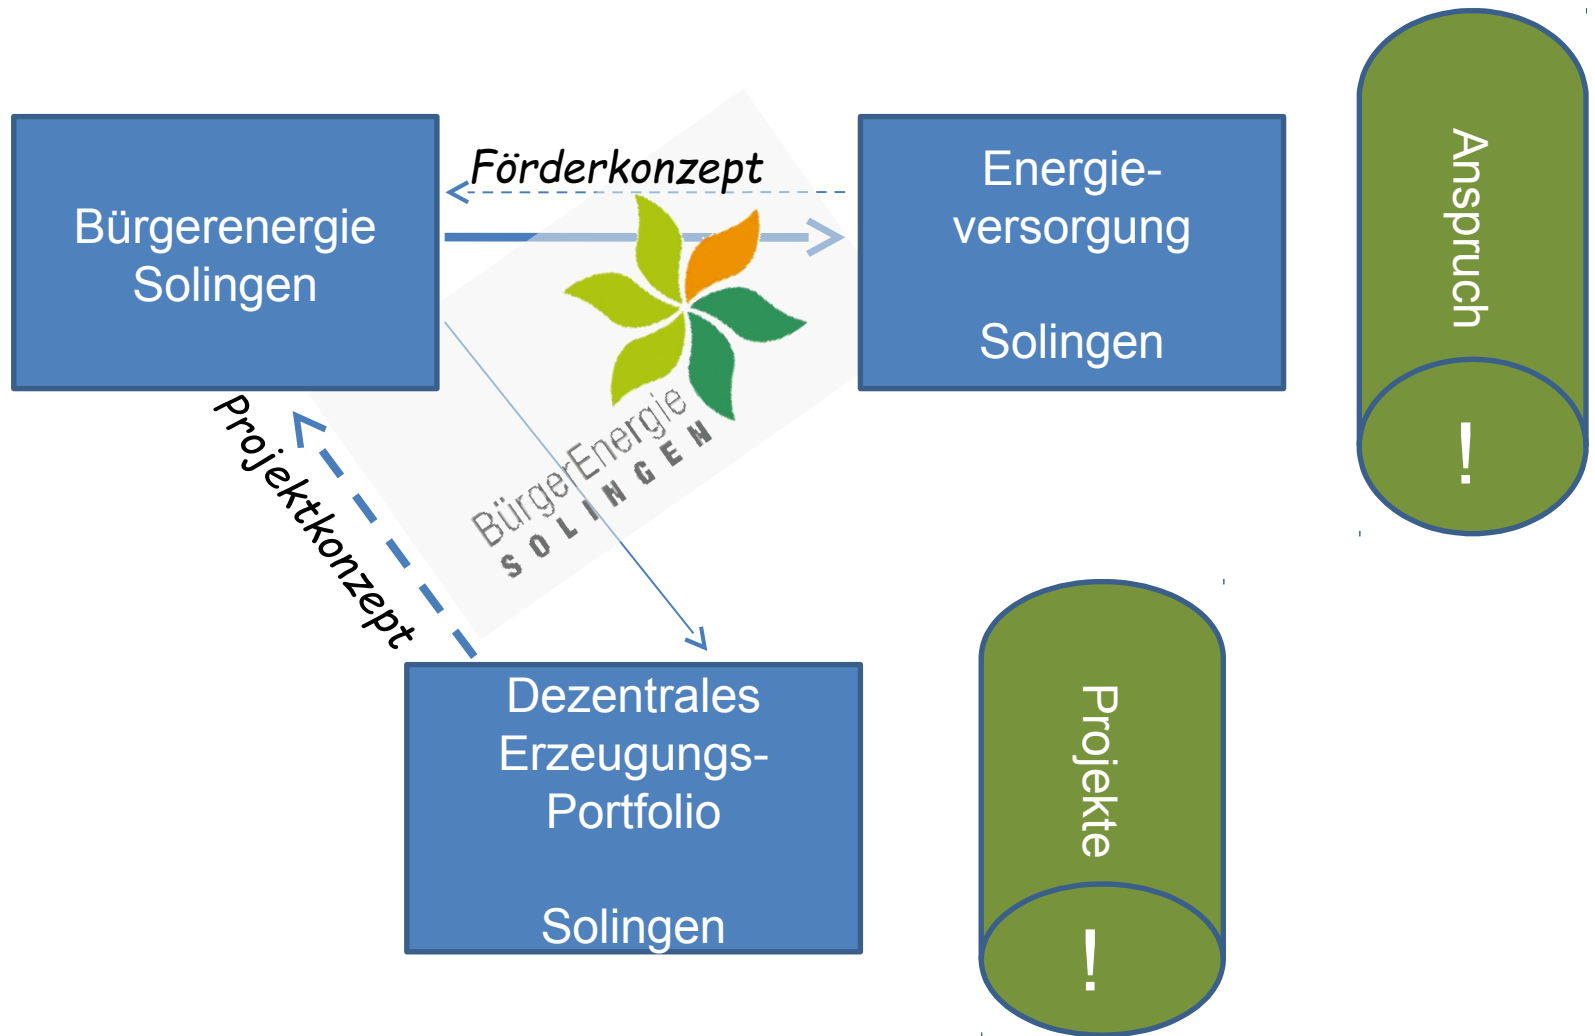 Bürgerenergie
Solingen
Förderkonzept
Energie-
versorgung
Solingen
Anspruch
!
BürgerEnergie
SOLINGEN
Projektkonzept
Dezentrales
Erzeugungs-
Portfolio
Solingen
Projekte
!